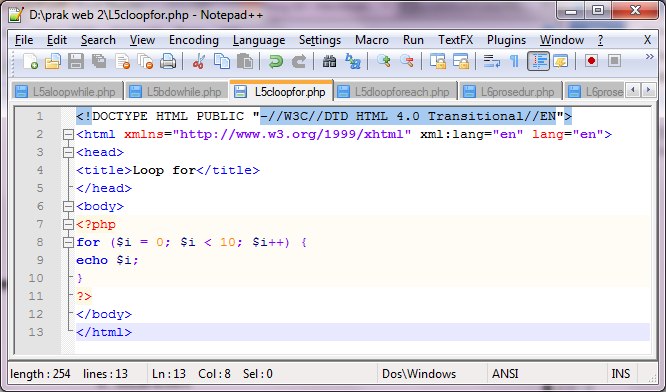 D:\prak web 2\L5cloopfor.php - Notepad++
File Edit Search View Encoding Language Settings Macro Run TextFX Plugins Window ? X
L5aloopwhile.php L5bdowhile.php L5cloopfor.php L5dloopforeach.php L6prosedur.php L6prose
1 <!DOCTYPE HTML PUBLIC "-//W3C//DTD HTML 4.0 Transitional//EN">
2 <html xmlns="http://www.w3.org/1999/xhtml" xml:lang="en" lang="en">
3 <head>
4 <title>Loop for</title>
5 </head>
6 <body>
7 <?php
8 for ($i = 0; $i < 10; $i++) {
9 echo $i;
10 }
11 ?>
12 </body>
13 </html>
length : 254 lines : 13 Ln : 13 Col : 8 Sel : 0 Dos\Windows ANSI INS